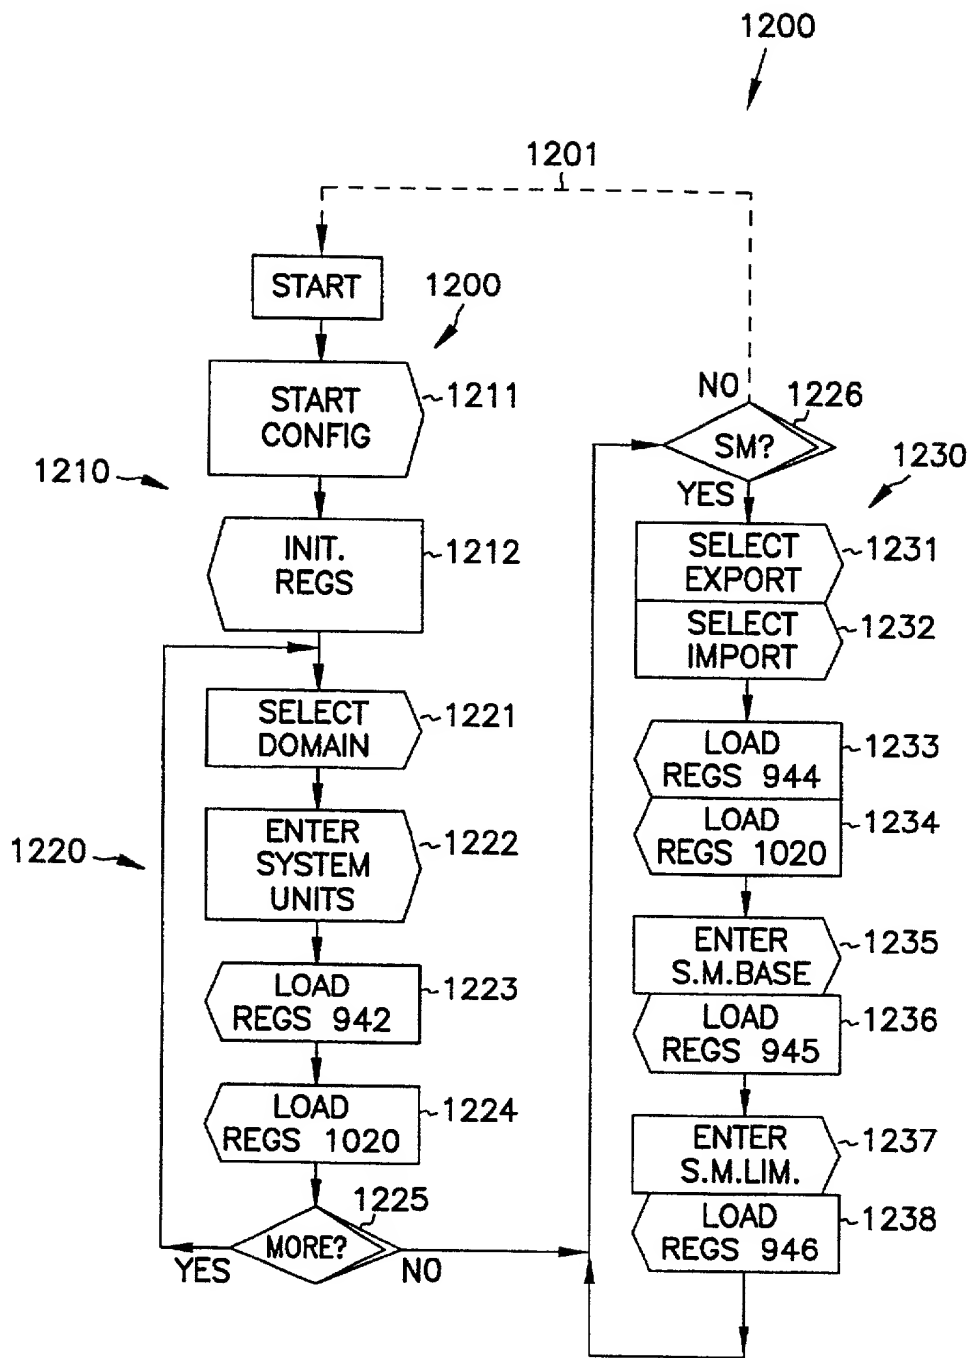 1200
1201
START
1200
START
CONFIG
1211
1210
INIT.
REGS
1212
SELECT
DOMAIN
1221
1220
ENTER
SYSTEM
UNITS
1222
LOAD
REGS 942
1223
LOAD
REGS 1020
1224
MORE?
1225
YES
NO
NO
SM?
1226
YES
1230
SELECT
EXPORT
1231
SELECT
IMPORT
1232
LOAD
REGS 944
1233
LOAD
REGS 1020
1234
ENTER
S.M.BASE
1235
LOAD
REGS 945
1236
ENTER
S.M.LIM.
1237
LOAD
REGS 946
1238